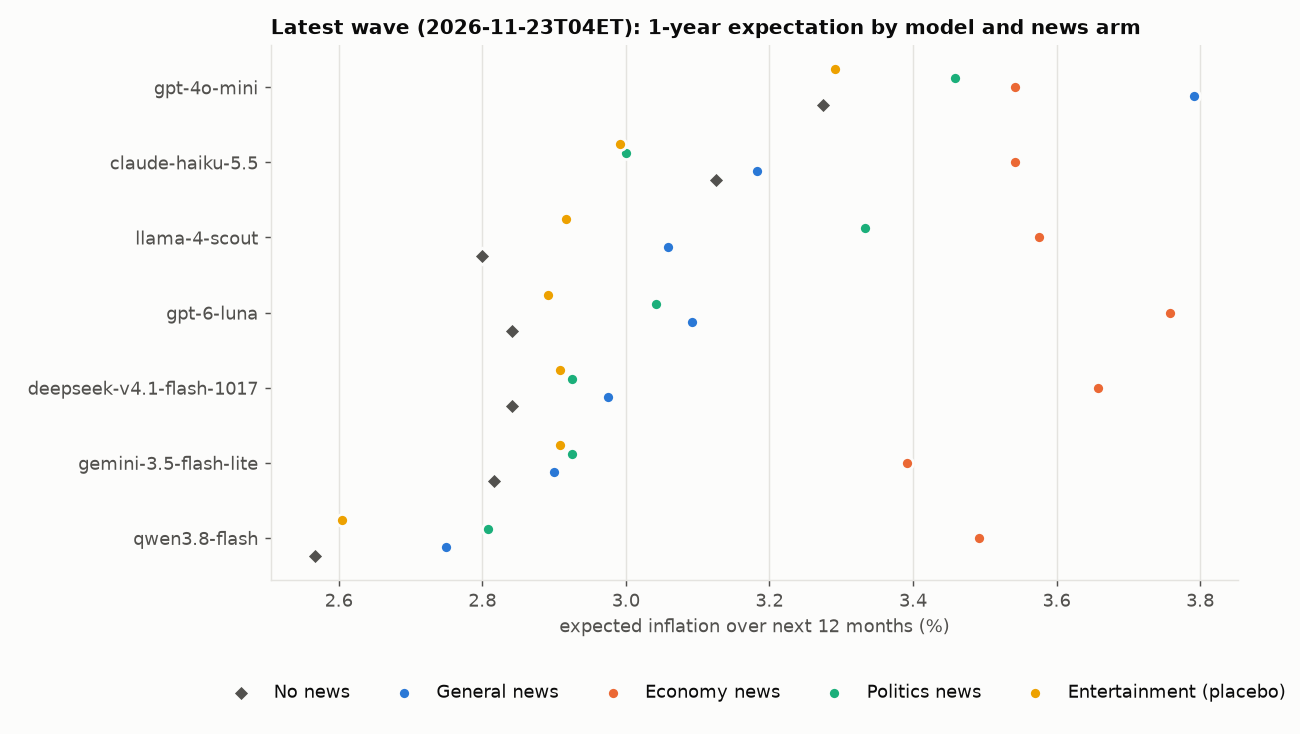 Latest wave (2026-11-23T04ET): 1-year expectation by model and news arm
gpt-4o-mini
claude-haiku-5.5
llama-4-scout
gpt-6-luna
deepseek-v4.1-flash-1017
gemini-3.5-flash-lite
qwen3.8-flash
2.6 2.8 3.0 3.2 3.4 3.6 3.8
expected inflation over next 12 months (%)
No news General news Economy news Politics news Entertainment (placebo)